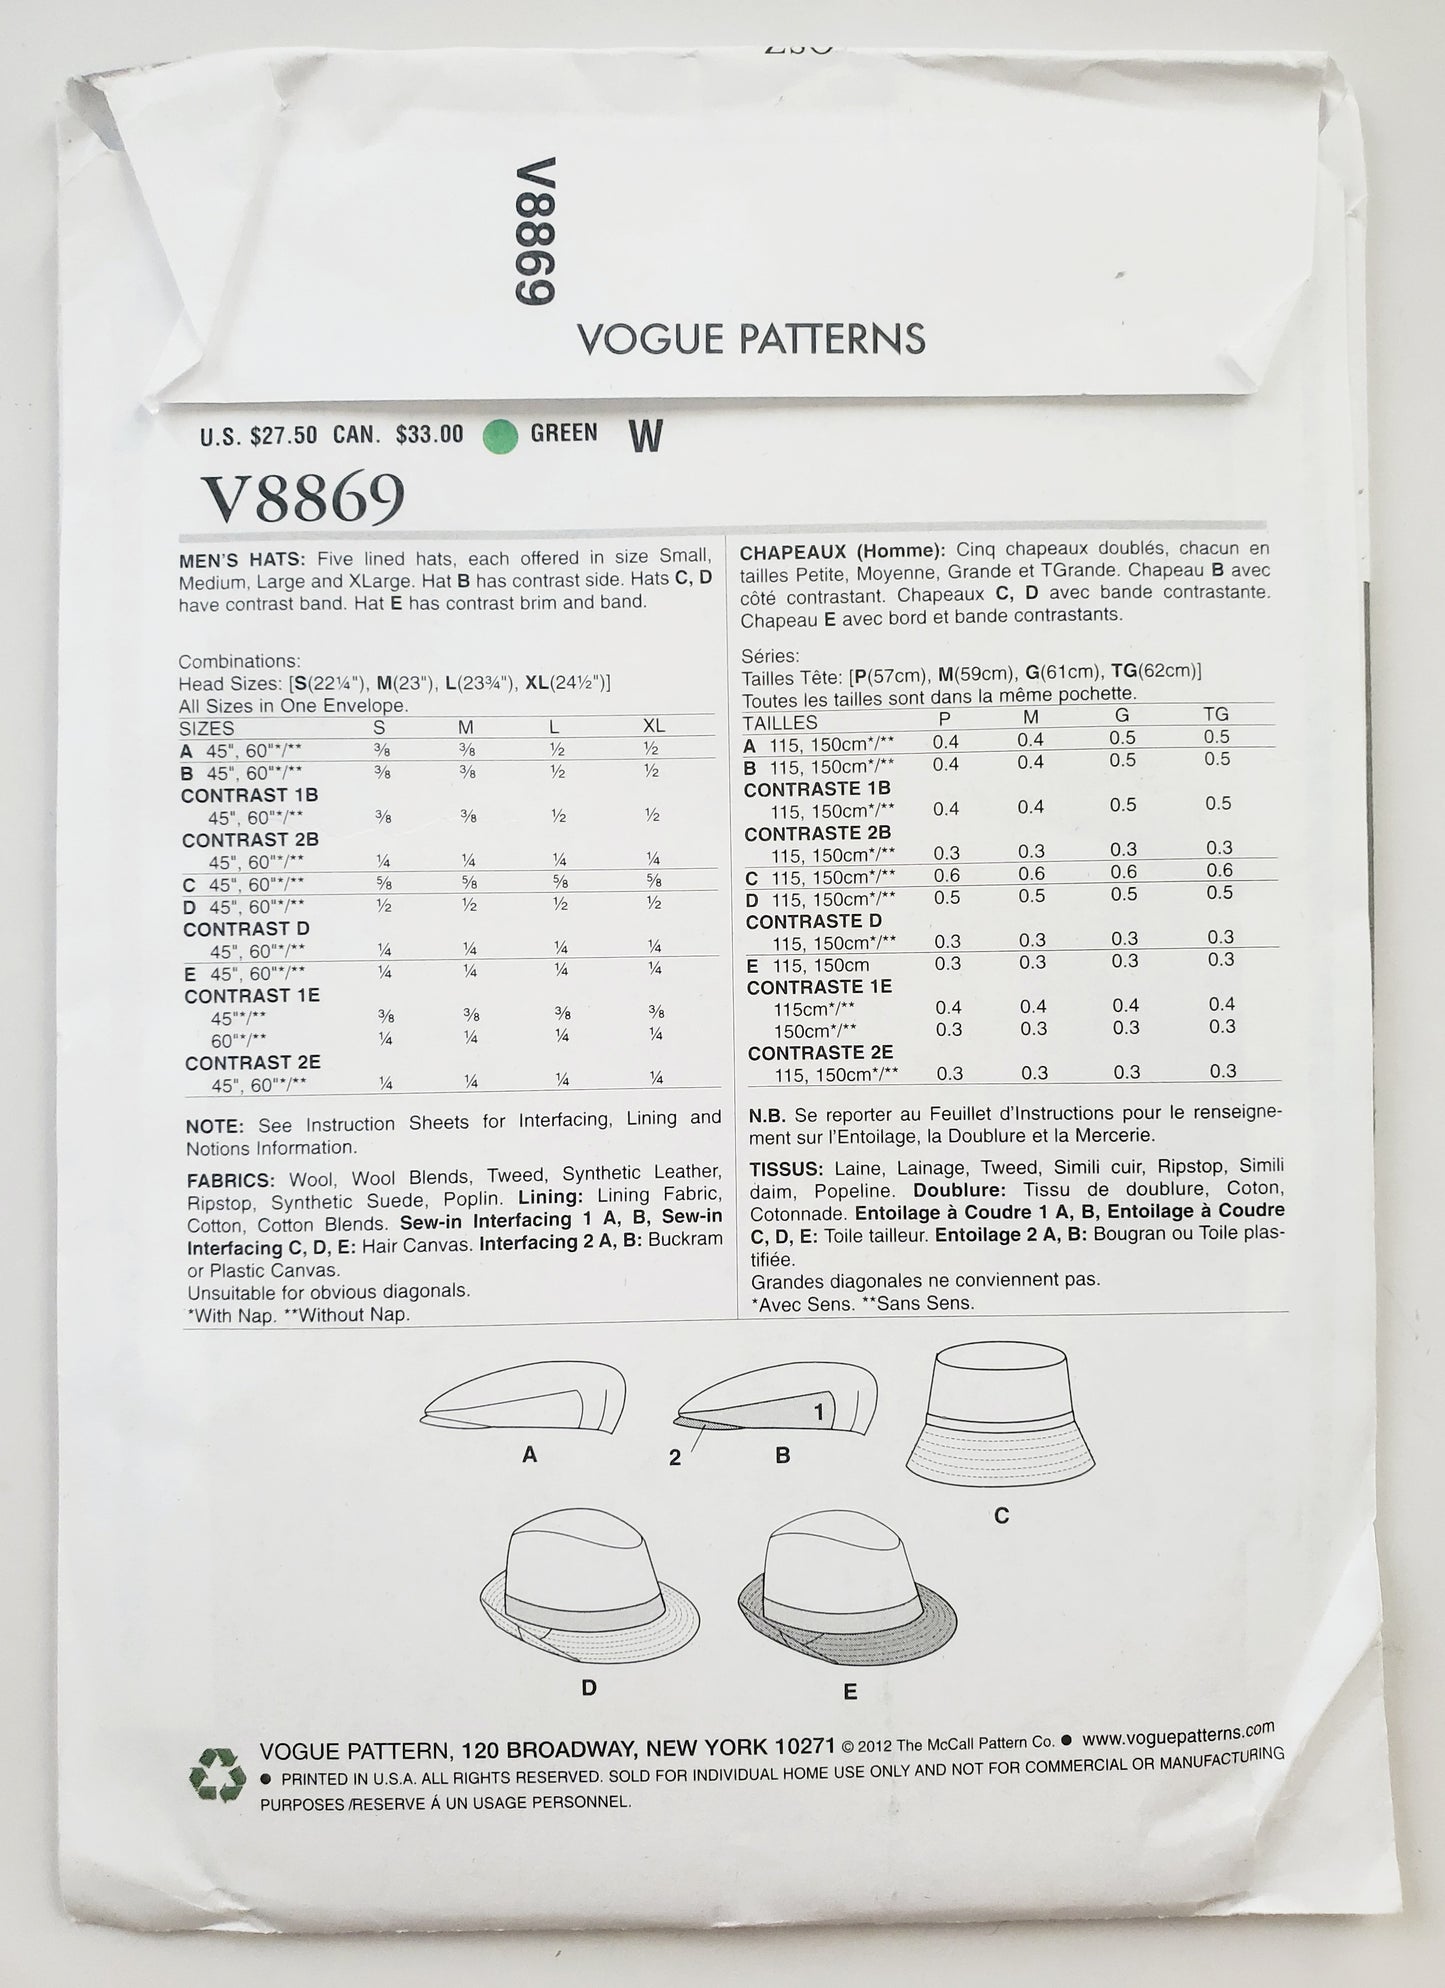 V8869
VOGUE PATTERNS
U.S. $27.50 CAN. $33.00 GREEN W
V8869
MEN'S HATS: Five lined hats, each offered in size Small,
Medium, Large and XLarge. Hat B has contrast side. Hats C, D
have contrast band. Hat E has contrast brim and band.
Combinations:
Head Sizes: [S(22¼"), M(23"), L(23¾"), XL(24½")]
All Sizes in One Envelope.
SIZES S M L XL
A 45", 60"*/** ⅜ ⅜ ½ ½
B 45", 60"*/** ⅜ ⅜ ½ ½
CONTRAST 1B
45", 60"*/** ⅜ ⅜ ½ ½
CONTRAST 2B
45", 60"*/** ¼ ¼ ¼ ¼
C 45", 60"*/** ⅝ ⅝ ⅝ ⅝
D 45", 60"*/** ½ ½ ½ ½
CONTRAST D
45", 60"*/** ¼ ¼ ¼ ¼
E 45", 60"*/** ¼ ¼ ¼ ¼
CONTRAST 1E
45"*/** ⅜ ⅜ ⅜ ⅜
60"*/** ¼ ¼ ¼ ¼
CONTRAST 2E
45", 60"*/** ¼ ¼ ¼ ¼
NOTE: See Instruction Sheets for Interfacing, Lining and
Notions Information.
FABRICS: Wool, Wool Blends, Tweed, Synthetic Leather,
Ripstop, Synthetic Suede, Poplin. Lining: Lining Fabric,
Cotton, Cotton Blends. Sew-in Interfacing 1 A, B, Sew-in
Interfacing C, D, E: Hair Canvas. Interfacing 2 A, B: Buckram
or Plastic Canvas.
Unsuitable for obvious diagonals.
*With Nap. **Without Nap.
CHAPEAUX (Homme): Cinq chapeaux doublés, chacun en
tailles Petite, Moyenne, Grande et TGrande. Chapeau B avec
côté contrastant. Chapeaux C, D avec bande contrastante.
Chapeau E avec bord et bande contrastants.
Séries:
Tailles Tête: [P(57cm), M(59cm), G(61cm), TG(62cm)]
Toutes les tailles sont dans la même pochette.
TAILLES P M G TG
A 115, 150cm*/** 0.4 0.4 0.5 0.5
B 115, 150cm*/** 0.4 0.4 0.5 0.5
CONTRASTE 1B
115, 150cm*/** 0.4 0.4 0.5 0.5
CONTRASTE 2B
115, 150cm*/** 0.3 0.3 0.3 0.3
C 115, 150cm*/** 0.6 0.6 0.6 0.6
D 115, 150cm*/** 0.5 0.5 0.5 0.5
CONTRASTE D
115, 150cm*/** 0.3 0.3 0.3 0.3
E 115, 150cm 0.3 0.3 0.3 0.3
CONTRASTE 1E
115cm*/** 0.4 0.4 0.4 0.4
150cm*/** 0.3 0.3 0.3 0.3
CONTRASTE 2E
115, 150cm*/** 0.3 0.3 0.3 0.3
N.B. Se reporter au Feuillet d'Instructions pour le renseigne-
ment sur l'Entoilage, la Doublure et la Mercerie.
TISSUS: Laine, Lainage, Tweed, Simili cuir, Ripstop, Simili
daim, Popeline. Doublure: Tissu de doublure, Coton,
Cotonnade. Entoilage à Coudre 1 A, B, Entoilage à Coudre
C, D, E: Toile tailleur. Entoilage 2 A, B: Bougran ou Toile plas-
tifiée.
Grandes diagonales ne conviennent pas.
*Avec Sens. **Sans Sens.
1
A 2 B
C
D E
VOGUE PATTERN, 120 BROADWAY, NEW YORK 10271 © 2012 The McCall Pattern Co. ● www.voguepatterns.com
● PRINTED IN U.S.A. ALL RIGHTS RESERVED. SOLD FOR INDIVIDUAL HOME USE ONLY AND NOT FOR COMMERCIAL OR MANUFACTURING
PURPOSES /RESERVE Á UN USAGE PERSONNEL.